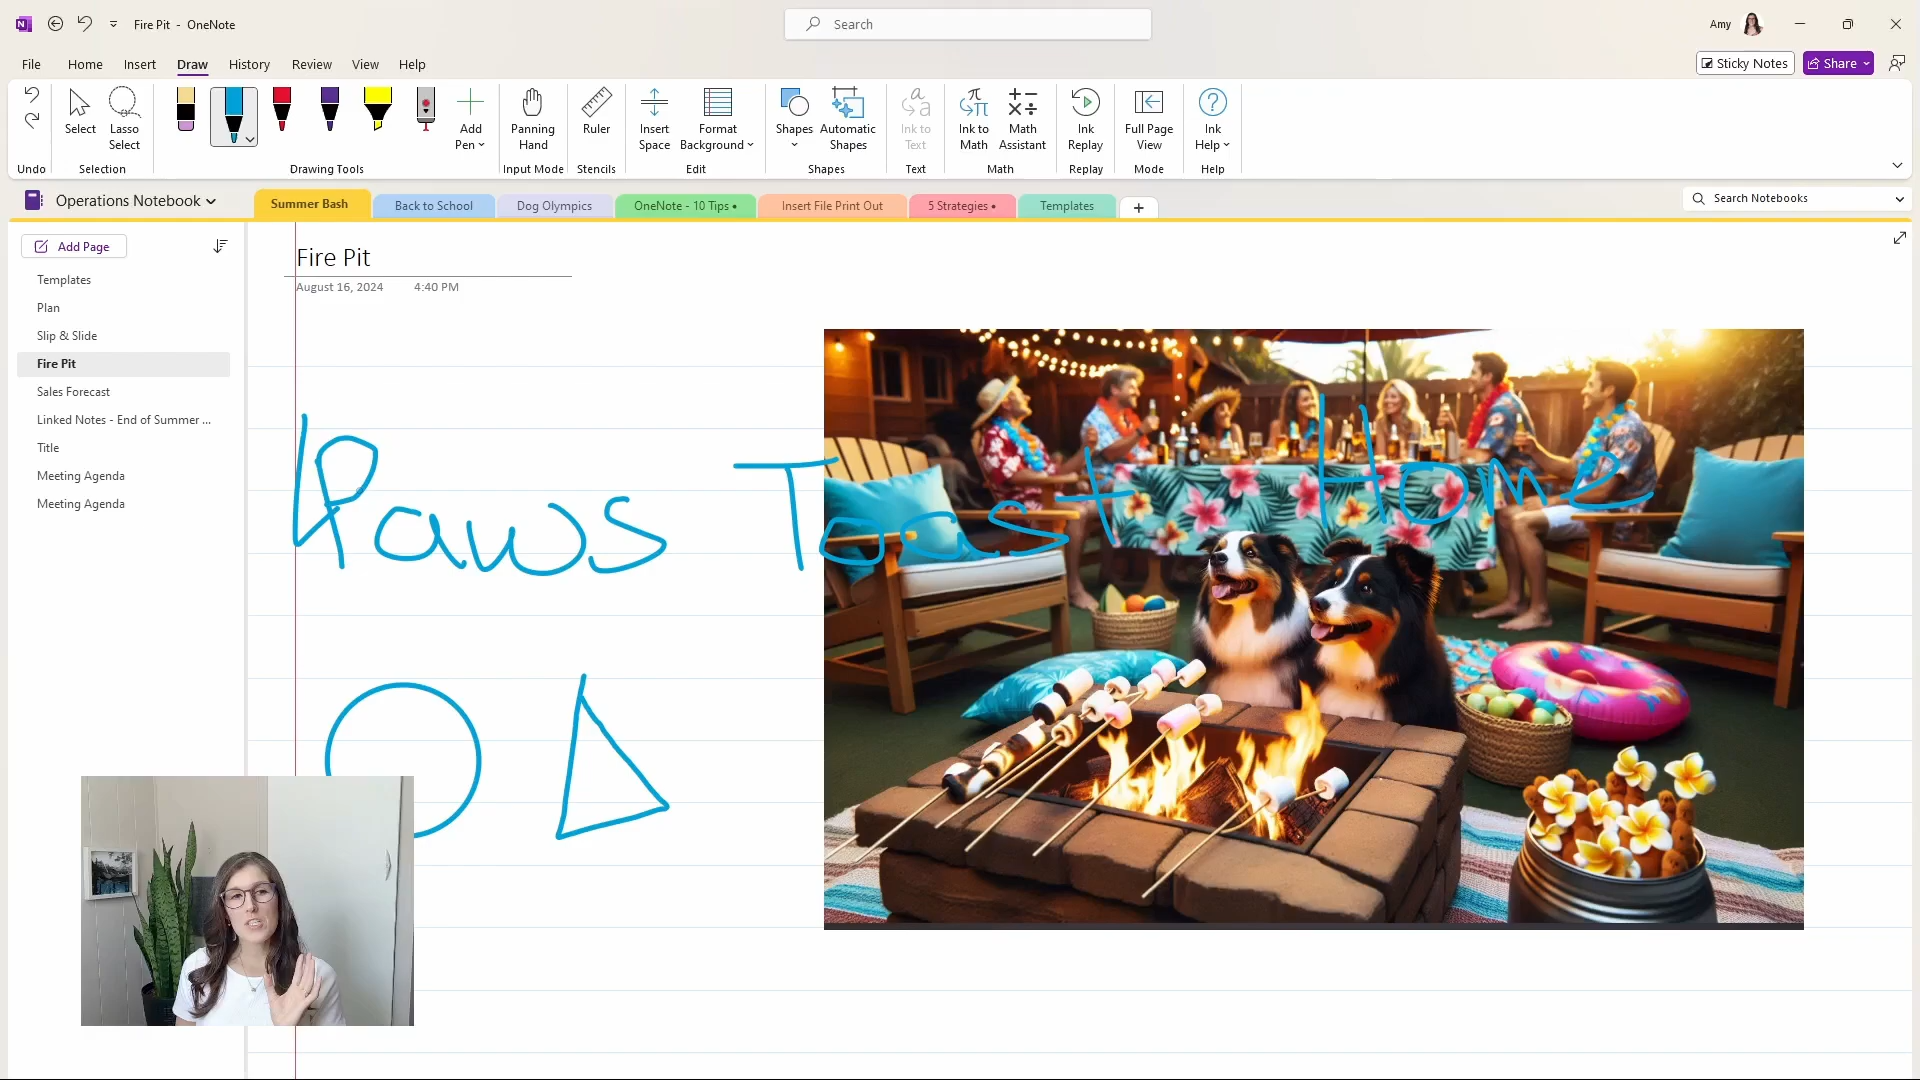 Fire Pit - OneNote
Search
Amy
File Home Insert Draw History Review View Help
Sticky Notes
Share
Select
Lasso Select
Add Pen
Panning Hand
Ruler
Insert Space
Format Background
Shapes
Automatic Shapes
Ink to Text
Ink to Math
Math Assistant
Ink Replay
Full Page View
Ink Help
Undo Selection Drawing Tools Input Mode Stencils Edit Shapes Text Math Replay Mode Help
Operations Notebook
Summer Bash
Back to School
Dog Olympics
OneNote - 10 Tips •
Insert File Print Out
5 Strategies •
Templates
Search Notebooks
Add Page
Templates
Plan
Slip & Slide
Fire Pit
Sales Forecast
Linked Notes - End of Summer ...
Title
Meeting Agenda
Meeting Agenda
Fire Pit
August 16, 2024 4:40 PM
Paws Toast Home